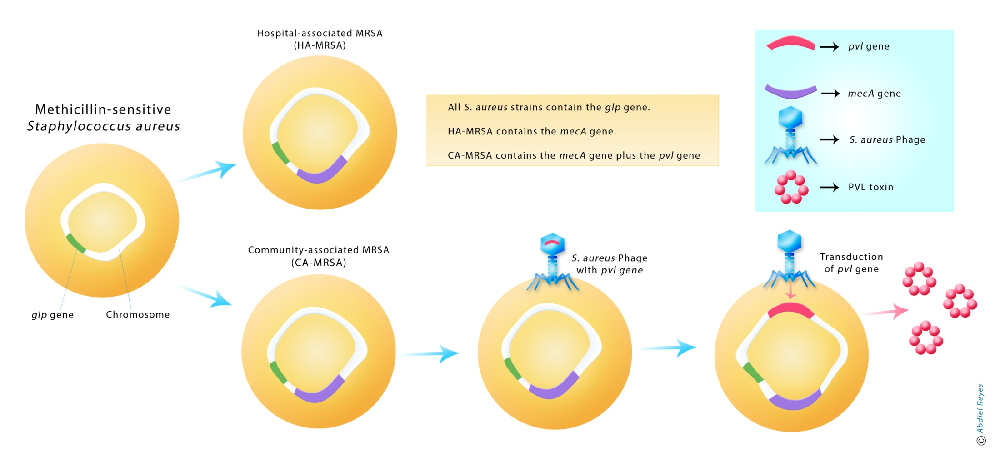 Hospital-associated MRSA
(HA-MRSA)
Methicillin-sensitive
Staphylococcus aureus
glp gene
Chromosome
All S. aureus strains contain the glp gene.
HA-MRSA contains the mecA gene.
CA-MRSA contains the mecA gene plus the pvl gene
pvl gene
mecA gene
S. aureus Phage
PVL toxin
Community-associated MRSA
(CA-MRSA)
S. aureus Phage
with pvl gene
Transduction
of pvl gene
© Abdiel Reyes